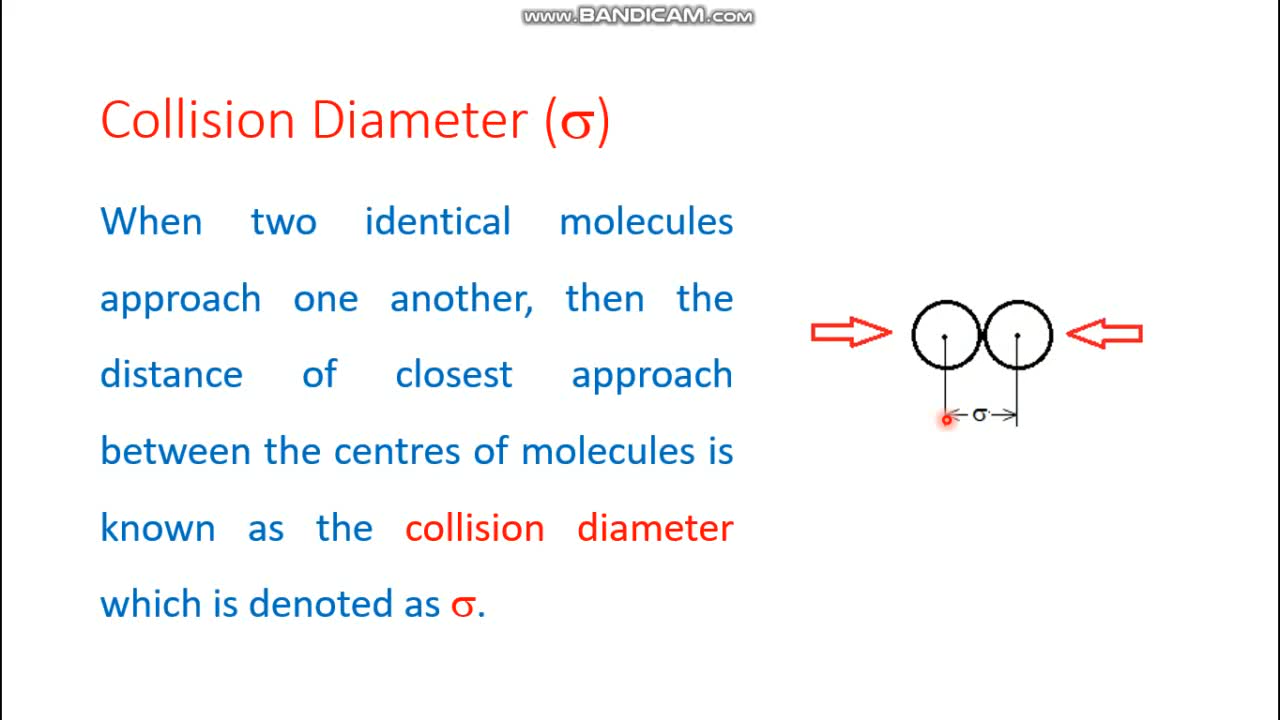 www.BANDICAM.com
Collision Diameter (σ)
When two identical molecules
approach one another, then the
distance of closest approach
between the centres of molecules is
known as the collision diameter
which is denoted as σ.
σ